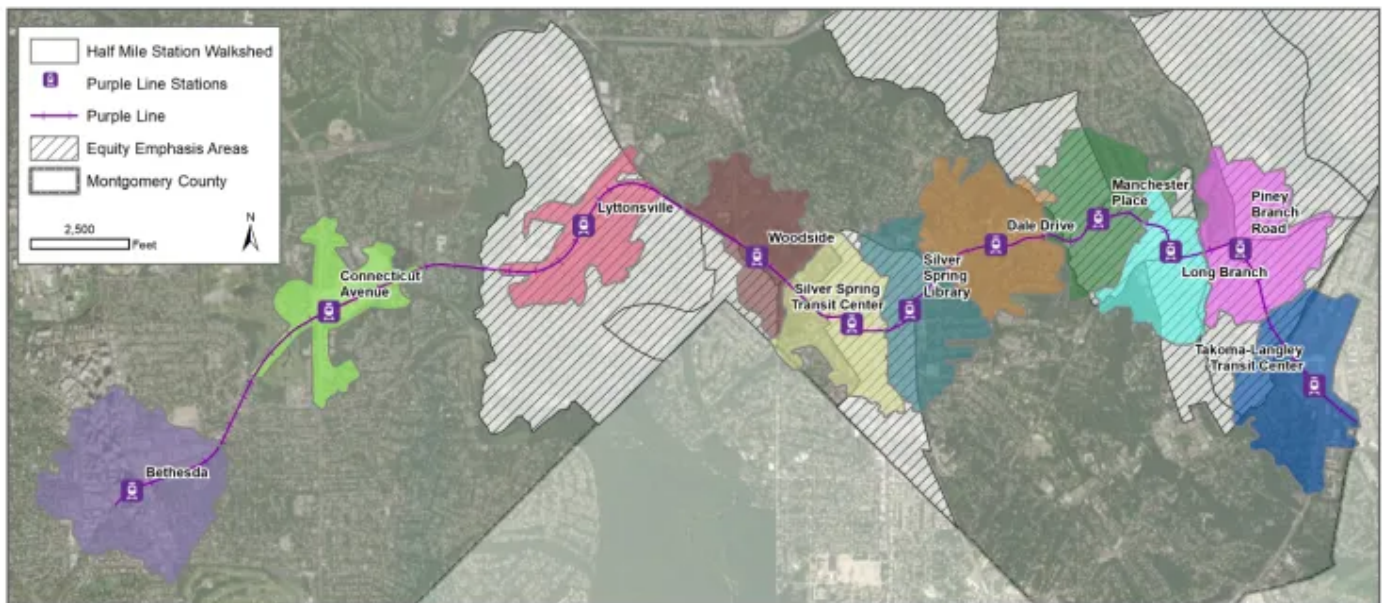 Half Mile Station Walkshed
Purple Line Stations
Purple Line
Equity Emphasis Areas
Montgomery County
2,500
Feet
N
Lyttonsville
Connecticut
Avenue
Bethesda
Woodside
Silver Spring
Transit Center
Silver
Spring
Library
Dale Drive
Manchester
Place
Long Branch
Piney
Branch
Road
Takoma-Langley
Transit Center